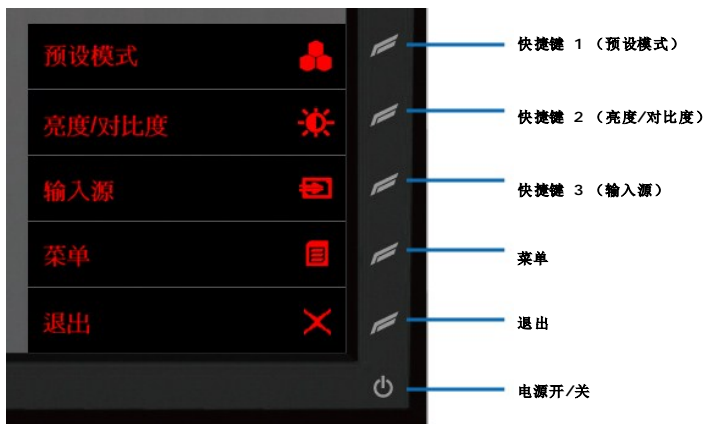 预设模式
快捷键 1 （预设模式）
亮度/对比度
快捷键 2 （亮度/对比度）
输入源
快捷键 3 （输入源）
菜单
菜单
退出
退出
电源开/关